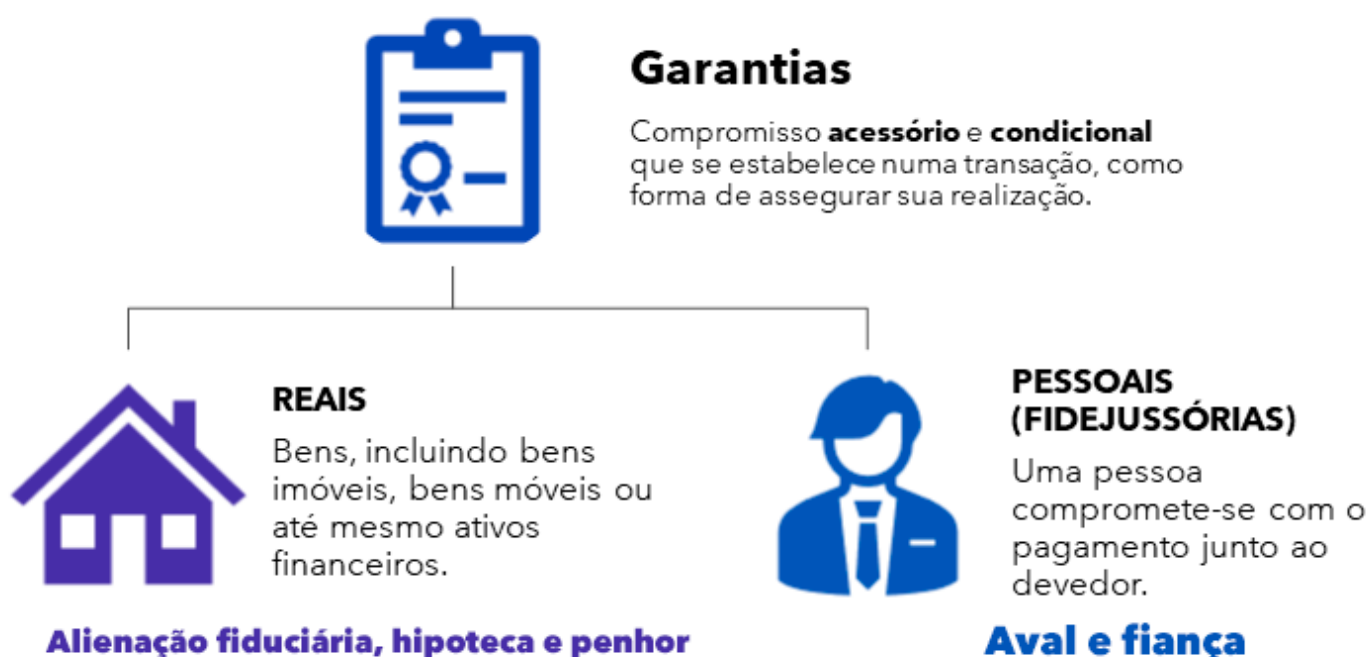 Garantias
Compromisso acessório e condicional
que se estabelece numa transação, como
forma de assegurar sua realização.
REAIS
Bens, incluindo bens
imóveis, bens móveis ou
até mesmo ativos
financeiros.
Alienação fiduciária, hipoteca e penhor
PESSOAIS
(FIDEJUSSÓRIAS)
Uma pessoa
compromete-se com o
pagamento junto ao
devedor.
Aval e fiança